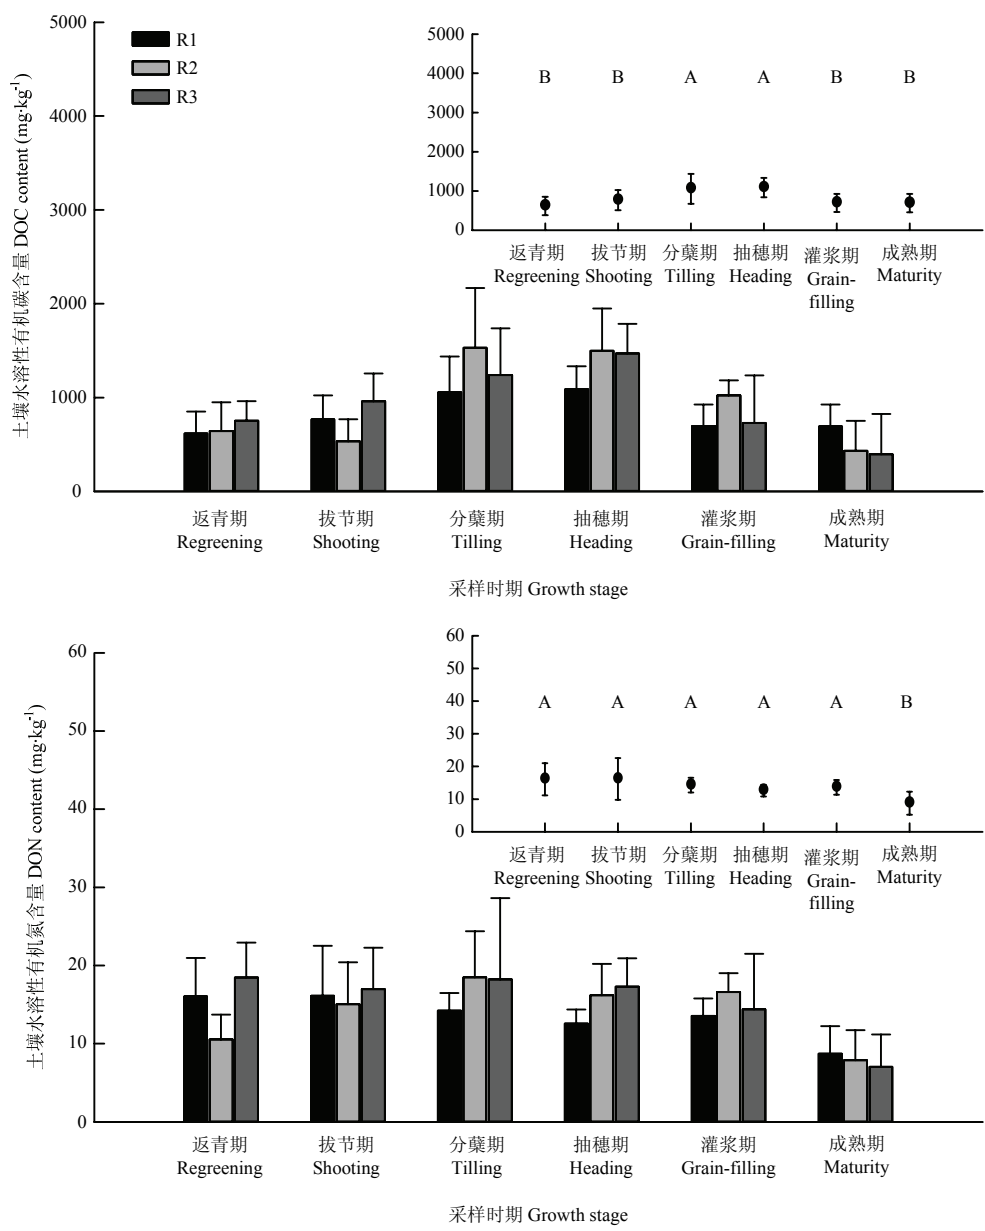 土壤水溶性有机碳含量 DOC content (mg·kg-1)
5000
4000
3000
2000
1000
0
R1
R2
R3
5000
4000
3000
2000
1000
0
B B A A B B
返青期 拔节期 分蘖期 抽穗期 灌浆期 成熟期
Regreening Shooting Tilling Heading Grain- Maturity
filling
返青期 拔节期 分蘖期 抽穗期 灌浆期 成熟期
Regreening Shooting Tilling Heading Grain-filling Maturity
采样时期 Growth stage
土壤水溶性有机氮含量 DON content (mg·kg-1)
60
50
40
30
20
10
0
60
50
40
30
20
10
0
A A A A A B
返青期 拔节期 分蘖期 抽穗期 灌浆期 成熟期
Regreening Shooting Tilling Heading Grain- Maturity
filling
返青期 拔节期 分蘖期 抽穗期 灌浆期 成熟期
Regreening Shooting Tilling Heading Grain-filling Maturity
采样时期 Growth stage